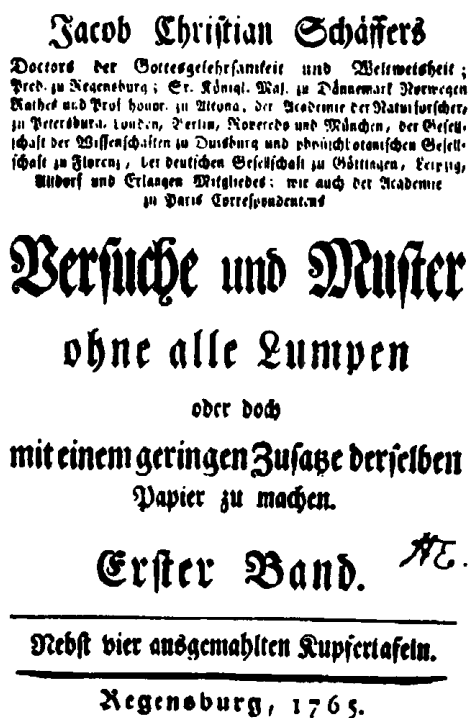 Jacob Christian Schäffers
Doctors der Gottesgelehrsamkeit und Weltweisheit;
Pred. zu Regensburg; Sr. Königl. Maj. zu Dännemark Norwegen
Rathes und Prof honor. zu Altona, der Academie der Naturforscher,
zu Petersburg, London, Berlin, Roveredo und München, der Gesell-
schaft der Wissenschaften zu Duisburg und physischbotanischen Gesell-
schaft zu Florenz, der deutschen Gesellschaft zu Göttingen, Leipzig,
Altdorf und Erlangen Mitgliedes; wie auch der Academie
zu Paris Correspondentens
Versuche und Muster
ohne alle Lumpen
oder doch
mit einem geringen Zusatze derselben
Papier zu machen.
Erster Band.
Nebst vier ausgemahlten Kupfertafeln.
Regensburg, 1765.